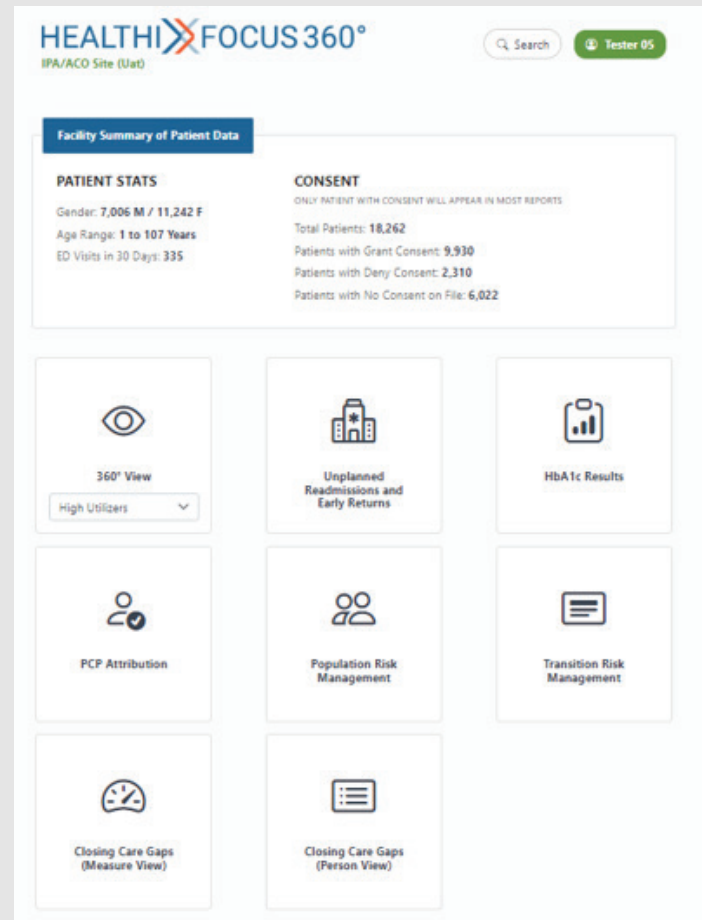 HEALTHIXFOCUS360°
IPA/ACO Site (Uat)
Search
Tester 05
Facility Summary of Patient Data
PATIENT STATS
Gender: 7,006 M / 11,242 F
Age Range: 1 to 107 Years
ED Visits in 30 Days: 335
CONSENT
ONLY PATIENT WITH CONSENT WILL APPEAR IN MOST REPORTS
Total Patients: 18,262
Patients with Grant Consent: 9,930
Patients with Deny Consent: 2,310
Patients with No Consent on File: 6,022
360° View
High Utilizers
Unplanned
Readmissions and
Early Returns
HbA1c Results
PCP Attribution
Population Risk
Management
Transition Risk
Management
Closing Care Gaps
(Measure View)
Closing Care Gaps
(Person View)